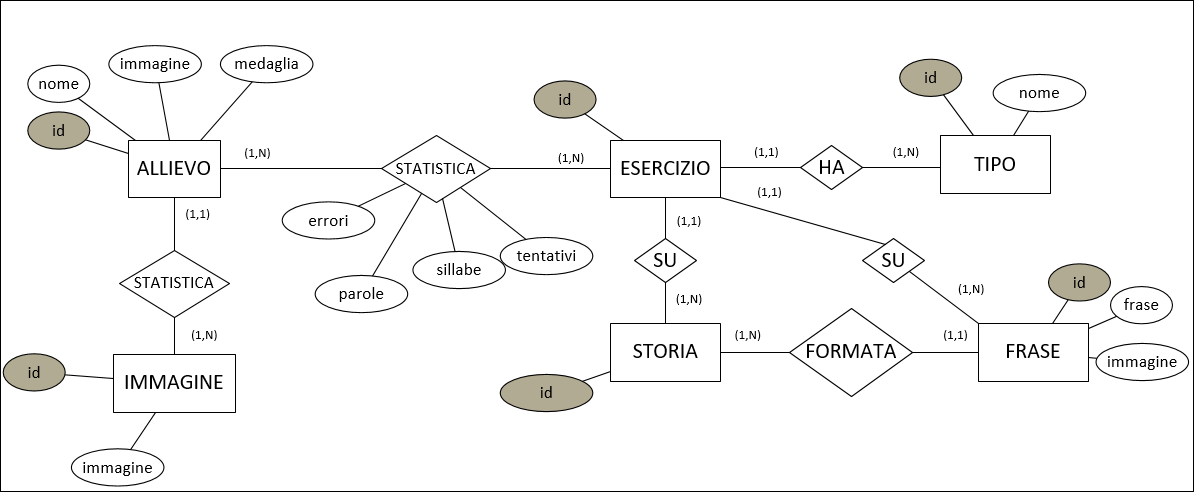 immagine
medaglia
nome
id
id
id
nome
ALLIEVO
(1,N)
STATISTICA
(1,N)
ESERCIZIO
(1,1)
HA
(1,N)
TIPO
(1,1)
(1,1)
errori
parole
sillabe
tentativi
(1,1)
SU
SU
STATISTICA
(1,N)
(1,N)
id
frase
(1,N)
IMMAGINE
id
immagine
STORIA
(1,N)
FORMATA
(1,1)
FRASE
immagine
id